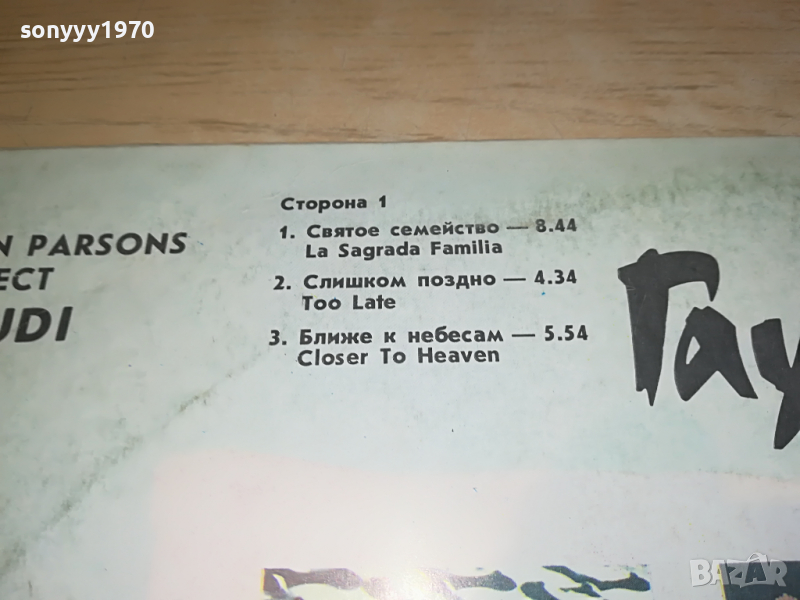 sonyyy1970
N PARSONS
ECT
UDI
Сторона 1
1. Святое семейство — 8.44
La Sagrada Familia
2. Слишком поздно — 4.34
Too Late
3. Ближе к небесам — 5.54
Closer To Heaven
Гау
BAZAR